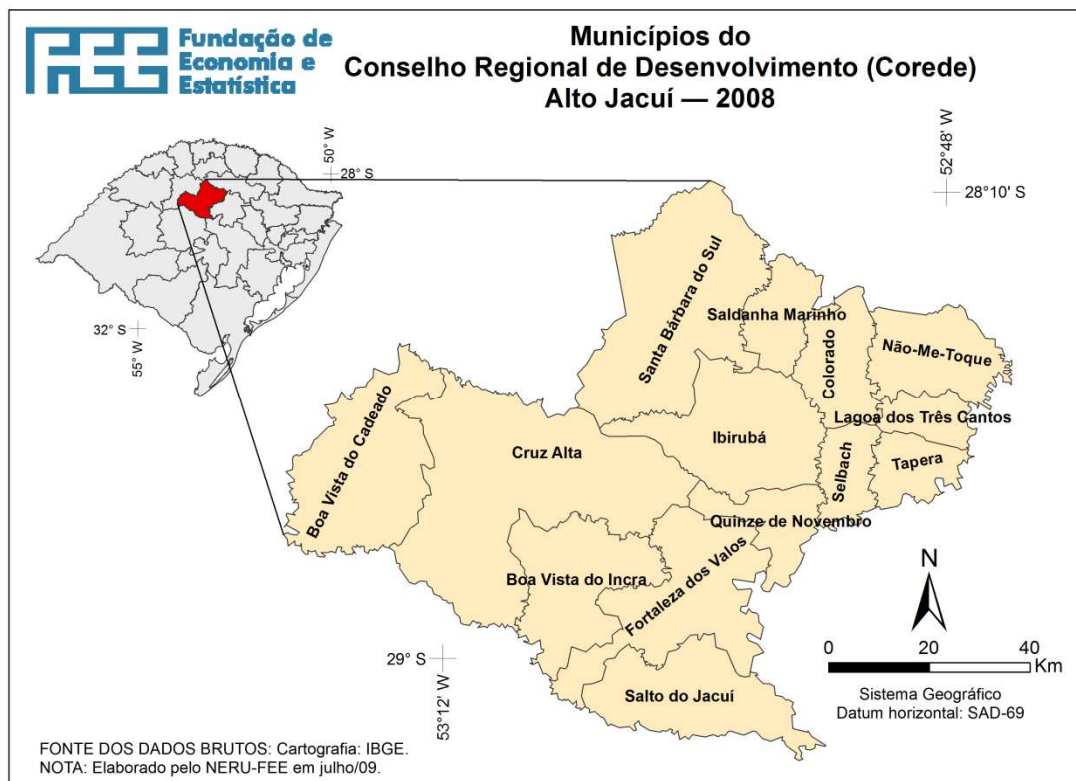 FEE
Fundação de
Economia e
Estatística
Municípios do
Conselho Regional de Desenvolvimento (Corede)
Alto Jacuí — 2008
50° W
28° S
32° S
55° W
52°48' W
28°10' S
Santa Bárbara do Sul
Saldanha Marinho
Colorado
Não-Me-Toque
Lagoa dos Três Cantos
Ibirubá
Selbach
Tapera
Boa Vista do Cadeado
Cruz Alta
Quinze de Novembro
Boa Vista do Incra
Fortaleza dos Valos
Salto do Jacuí
29° S
53°12' W
N
0 20 40
Km
Sistema Geográfico
Datum horizontal: SAD-69
FONTE DOS DADOS BRUTOS: Cartografia: IBGE.
NOTA: Elaborado pelo NERU-FEE em julho/09.